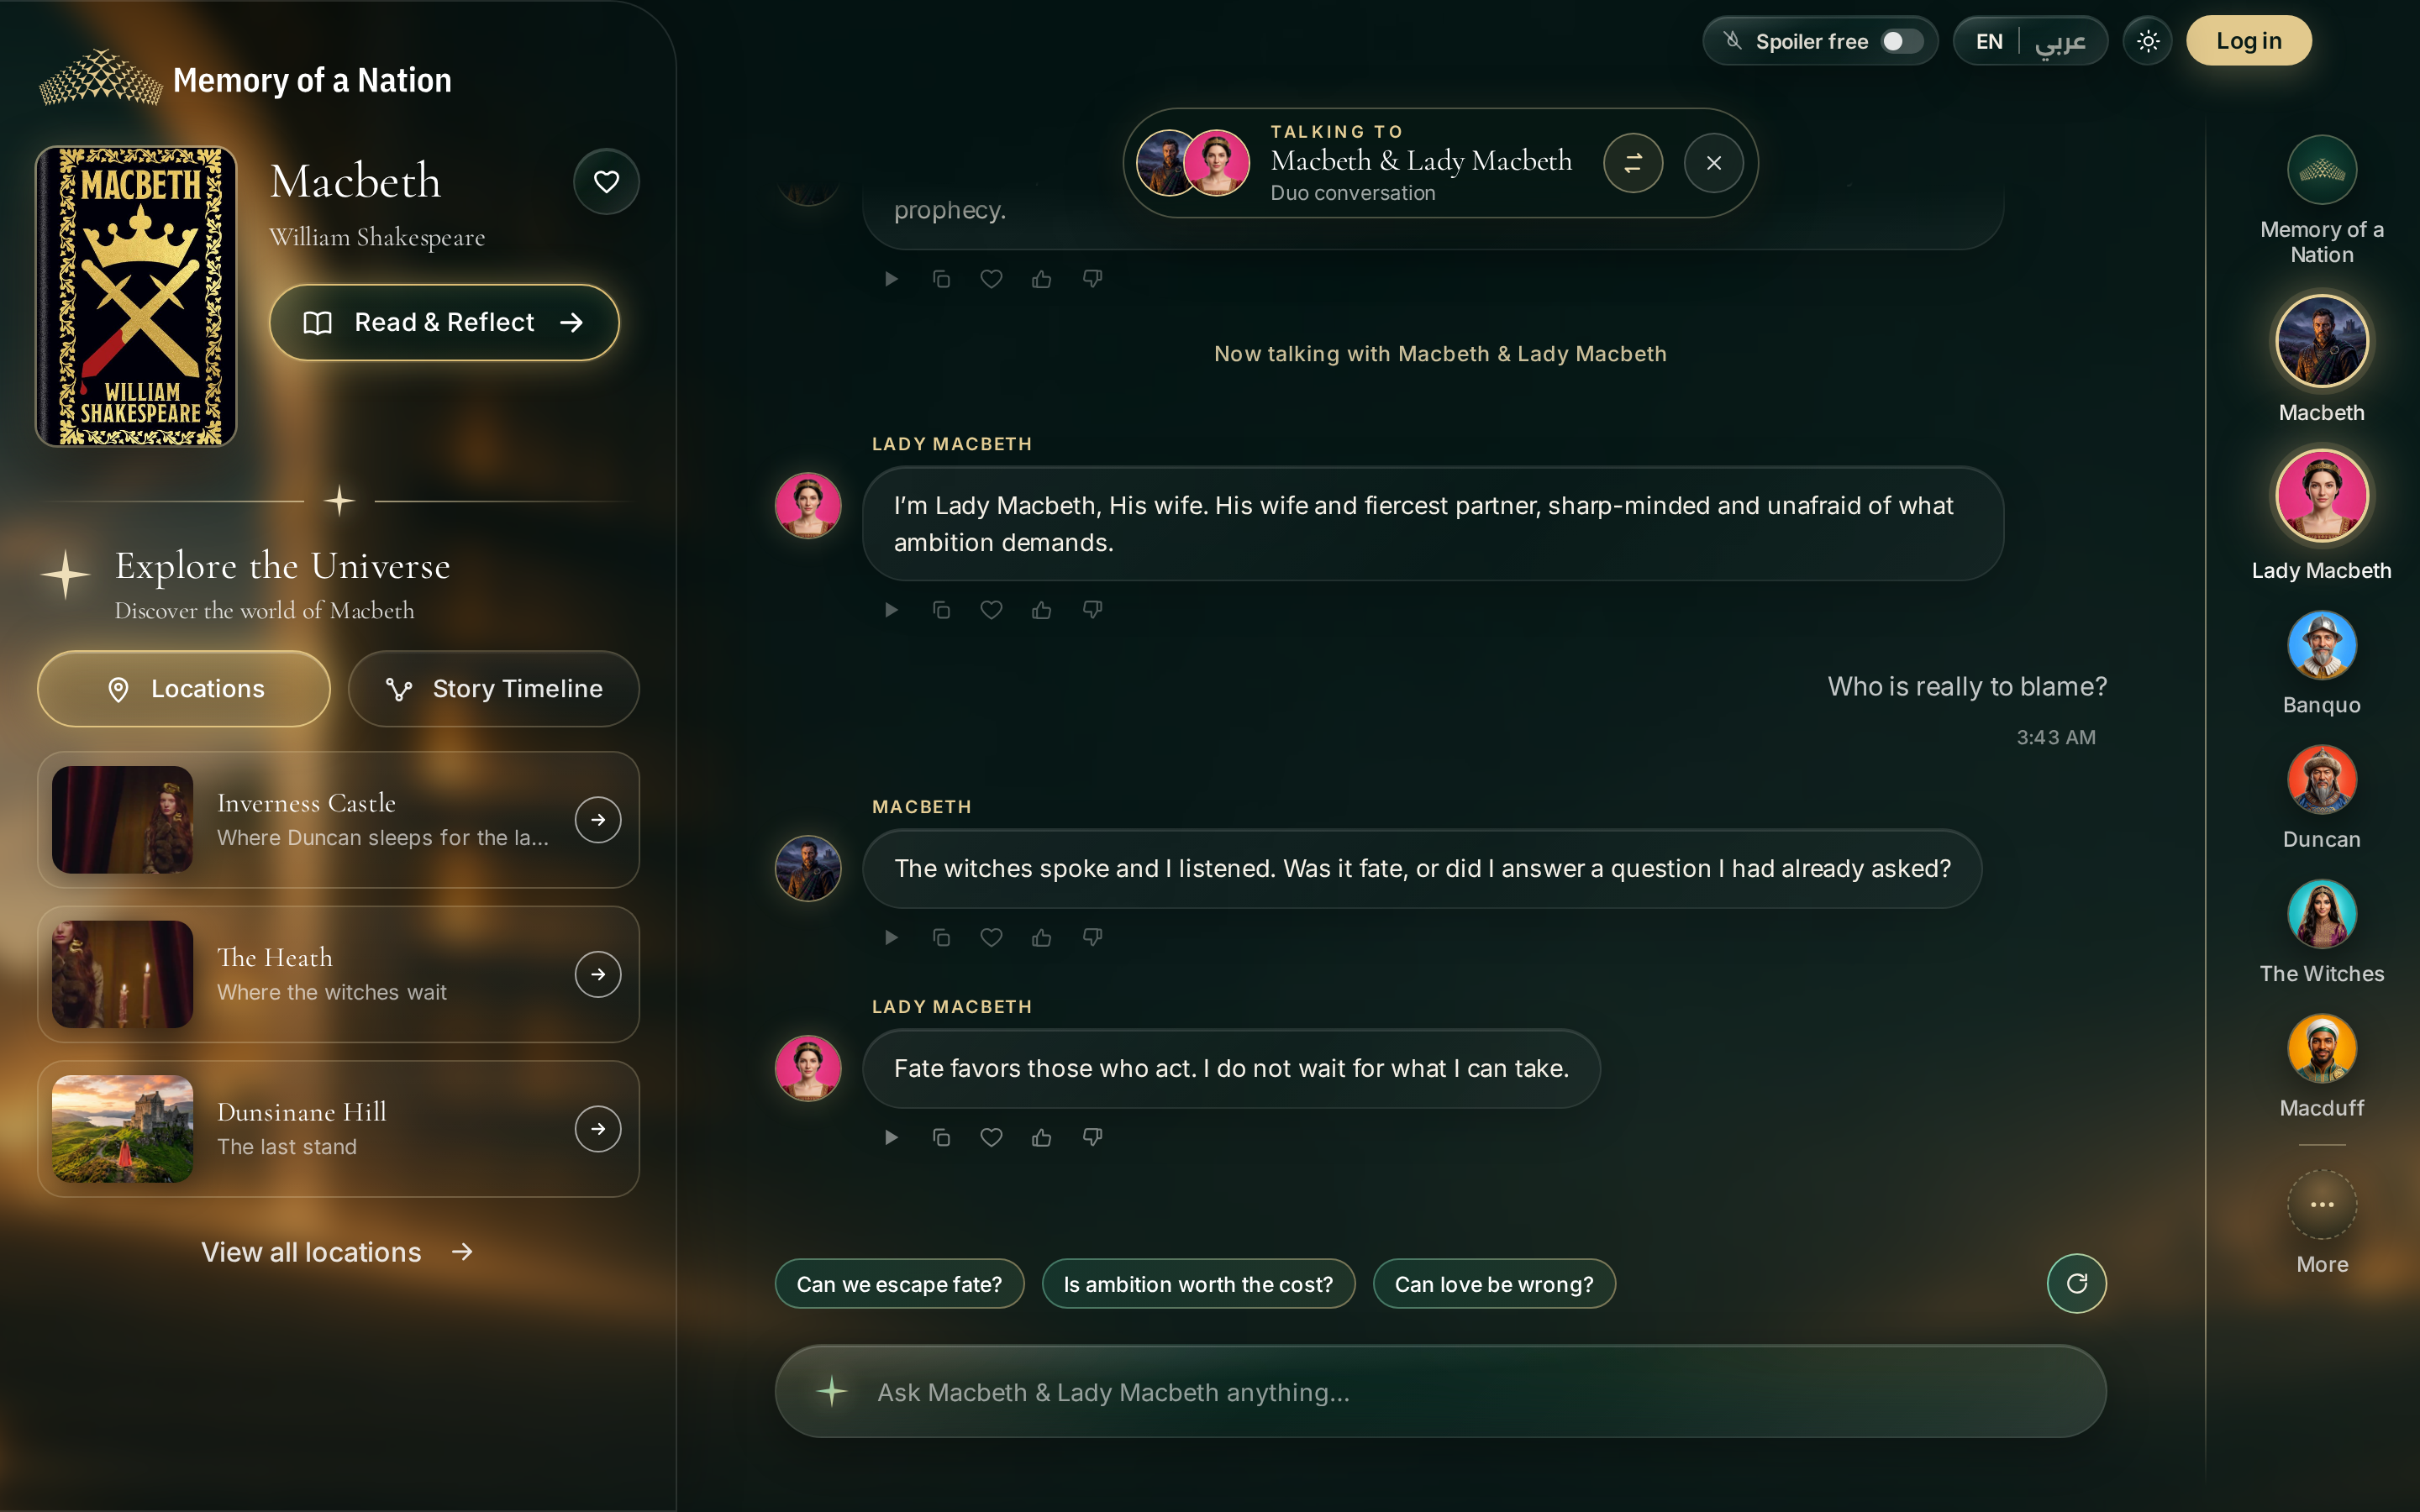 Memory of a Nation
MACBETH
WILLIAM
SHAKESPEARE
Macbeth
William Shakespeare
Read & Reflect
Explore the Universe
Discover the world of Macbeth
Locations
Story Timeline
Inverness Castle
Where Duncan sleeps for the la...
The Heath
Where the witches wait
Dunsinane Hill
The last stand
View all locations
Spoiler free
EN
عربي
Log in
TALKING TO
Macbeth & Lady Macbeth
Duo conversation
prophecy.
Now talking with Macbeth & Lady Macbeth
LADY MACBETH
I’m Lady Macbeth, His wife. His wife and fiercest partner, sharp-minded and unafraid of what
ambition demands.
Who is really to blame?
3:43 AM
MACBETH
The witches spoke and I listened. Was it fate, or did I answer a question I had already asked?
LADY MACBETH
Fate favors those who act. I do not wait for what I can take.
Can we escape fate?
Is ambition worth the cost?
Can love be wrong?
Ask Macbeth & Lady Macbeth anything...
Memory of a
Nation
Macbeth
Lady Macbeth
Banquo
Duncan
The Witches
Macduff
More